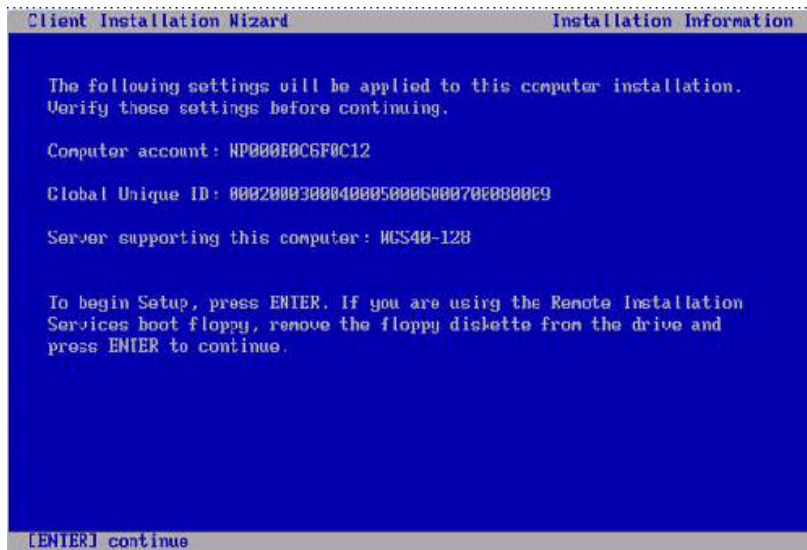 Client Installation Wizard Installation Information
The following settings will be applied to this computer installation.
Verify these settings before continuing.
Computer account: NP000E0C6F0C12
Global Unique ID:
Server supporting this computer: WCS40-128
To begin Setup, press ENTER. If you are using the Remote Installation
Services boot floppy, remove the floppy diskette from the drive and
press ENTER to continue.
[ENTER] continue